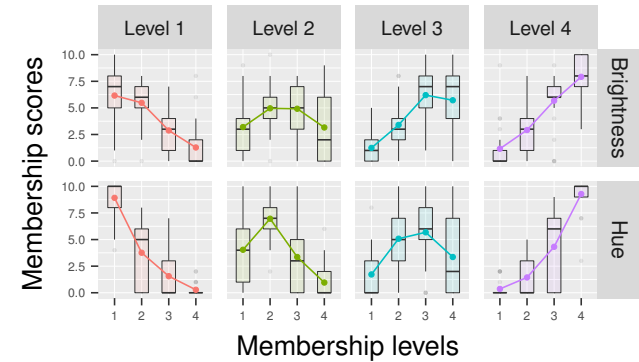 Level 1 Level 2 Level 3 Level 4
Membership scores
10.0
7.5
5.0
2.5
0.0
Brightness
10.0
7.5
5.0
2.5
0.0
Hue
1 2 3 4 1 2 3 4 1 2 3 4 1 2 3 4
Membership levels